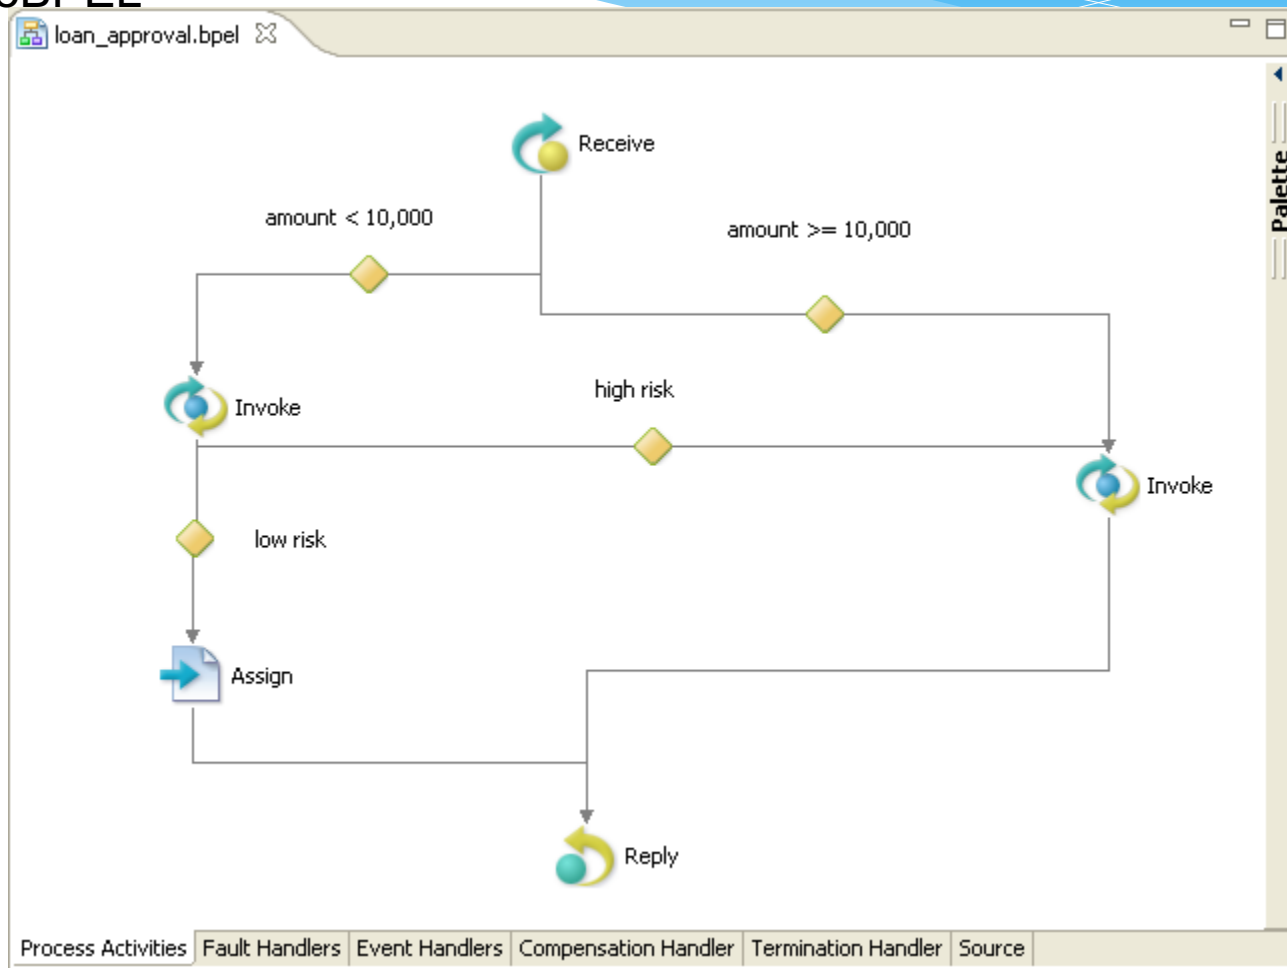 loan_approval.bpel
Receive
amount < 10,000
amount >= 10,000
Palette
high risk
Invoke
Invoke
low risk
Assign
Reply
Process Activities Fault Handlers Event Handlers Compensation Handler Termination Handler Source